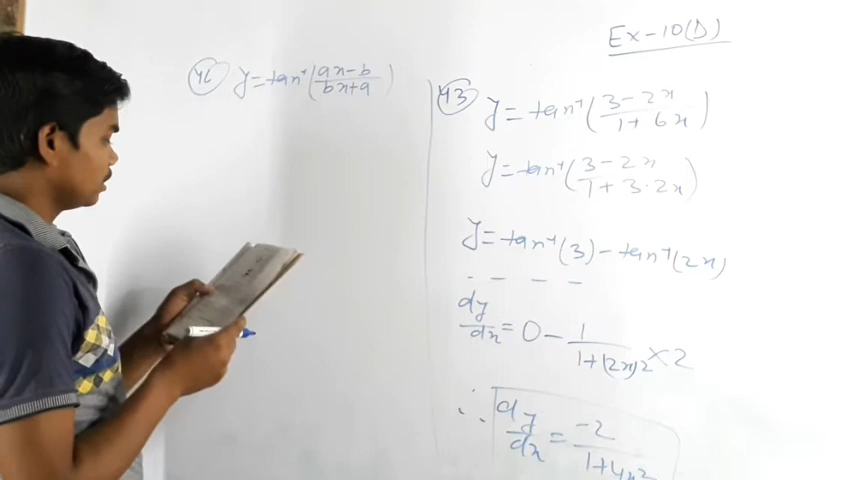 Ex-10(D)
46 y = tan⁻¹((ax-b)/(bx+a))
43 y = tan⁻¹((3-2x)/(1+6x))
y = tan⁻¹((3-2x)/(1+3·2x))
y = tan⁻¹(3) - tan⁻¹(2x)
dy/dx = 0 - 1/(1+(2x)2) × 2
∴ dy/dx = -2/(1+4x²)